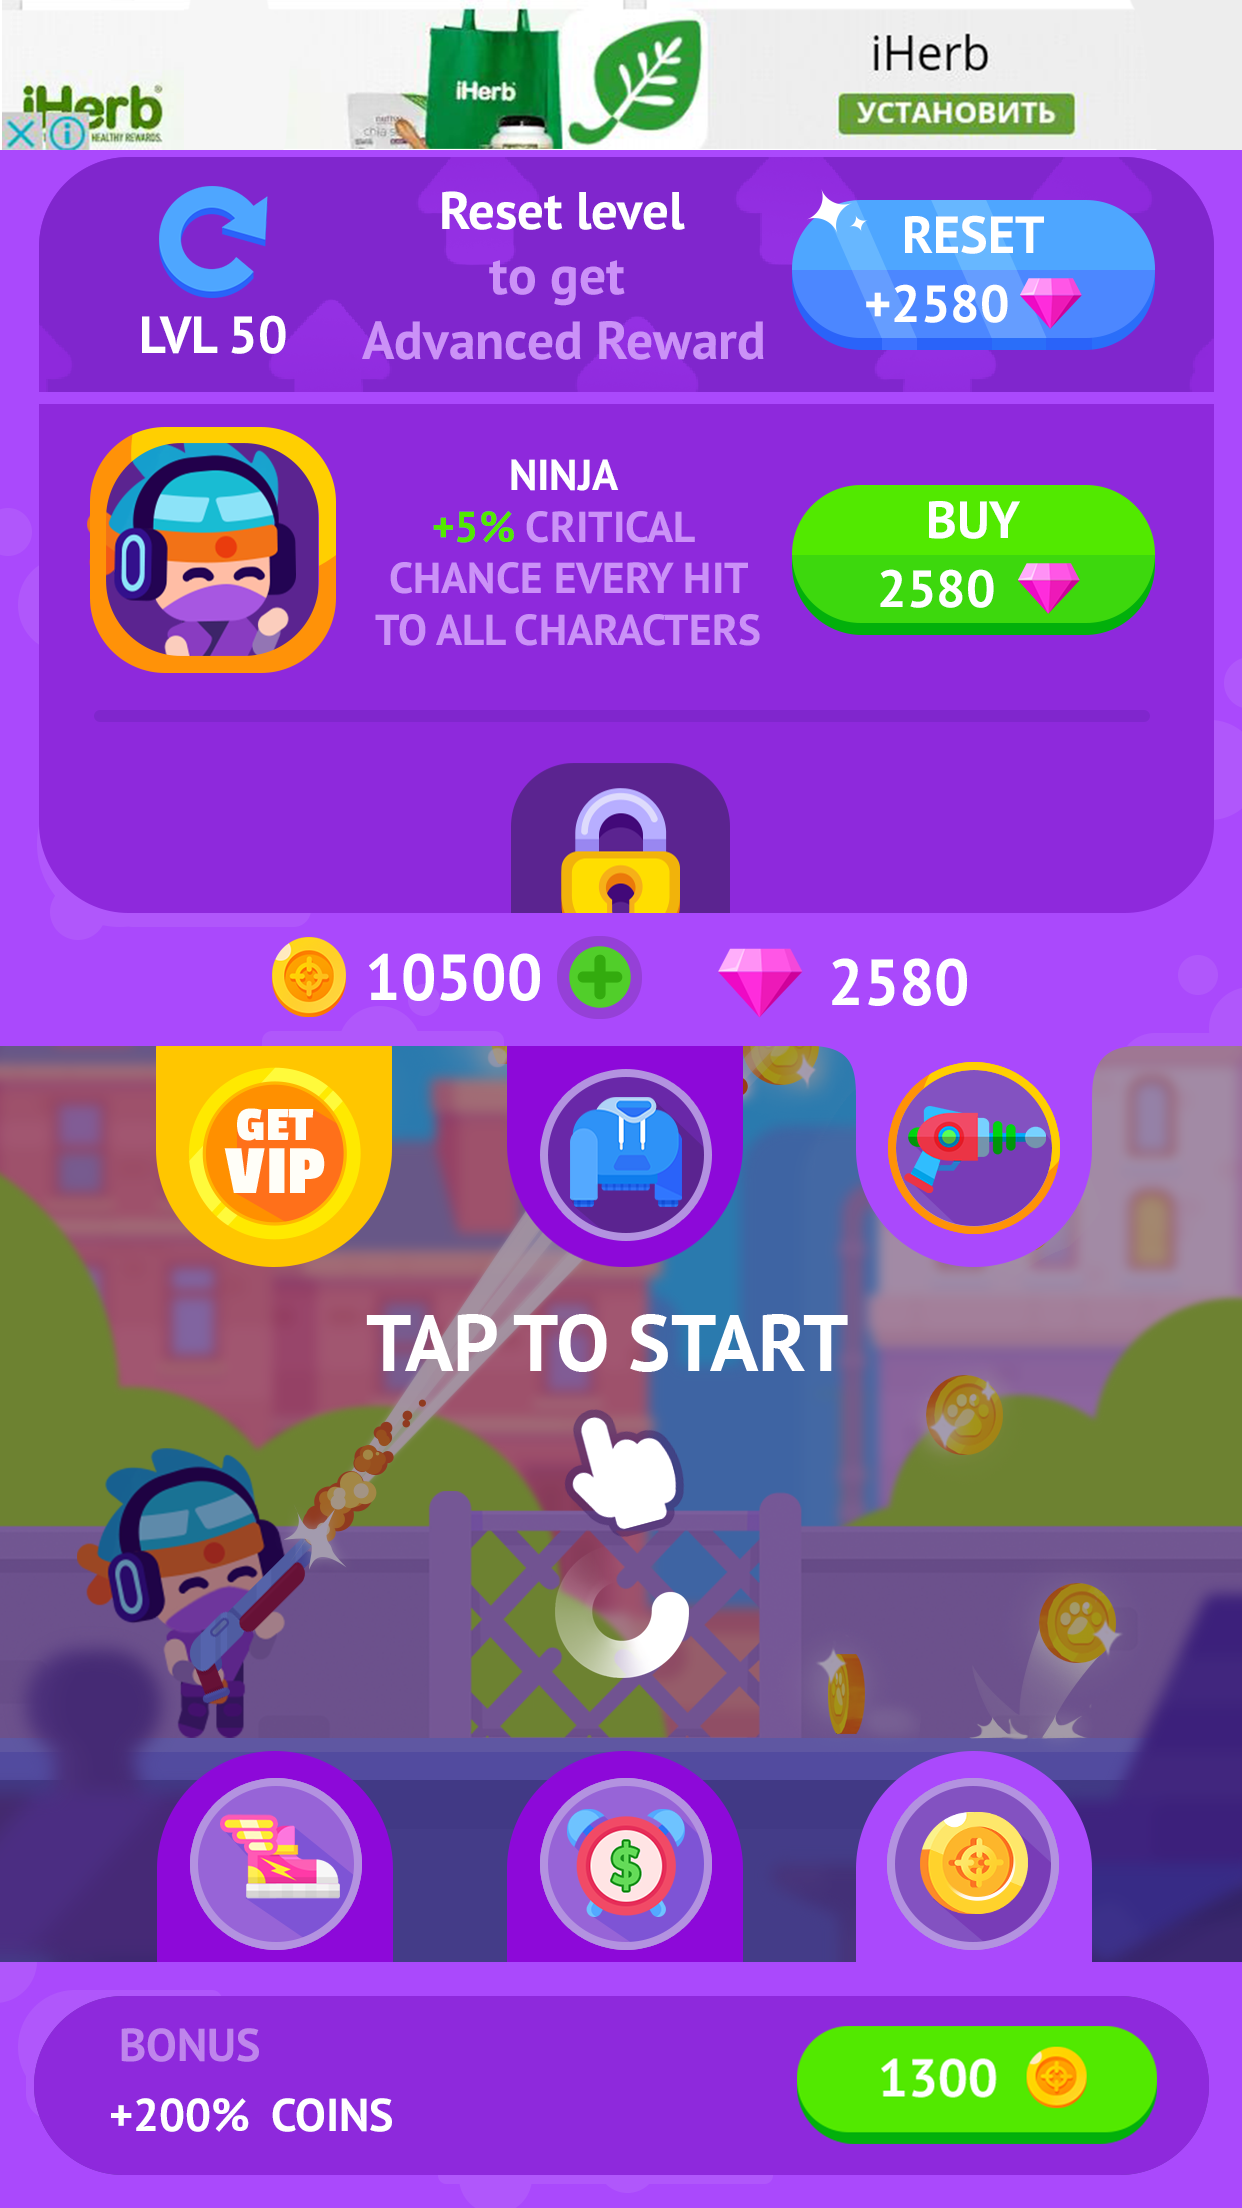 iHerb
HEALTHY REWARDS.
iHerb
chia
iHerb
УСТАНОВИТЬ
Reset level
to get
Advanced Reward
LVL 50
RESET
+2580
NINJA
+5% CRITICAL
CHANCE EVERY HIT
TO ALL CHARACTERS
BUY
2580
10500
2580
GET
VIP
TAP TO START
$
BONUS
+200% COINS
1300